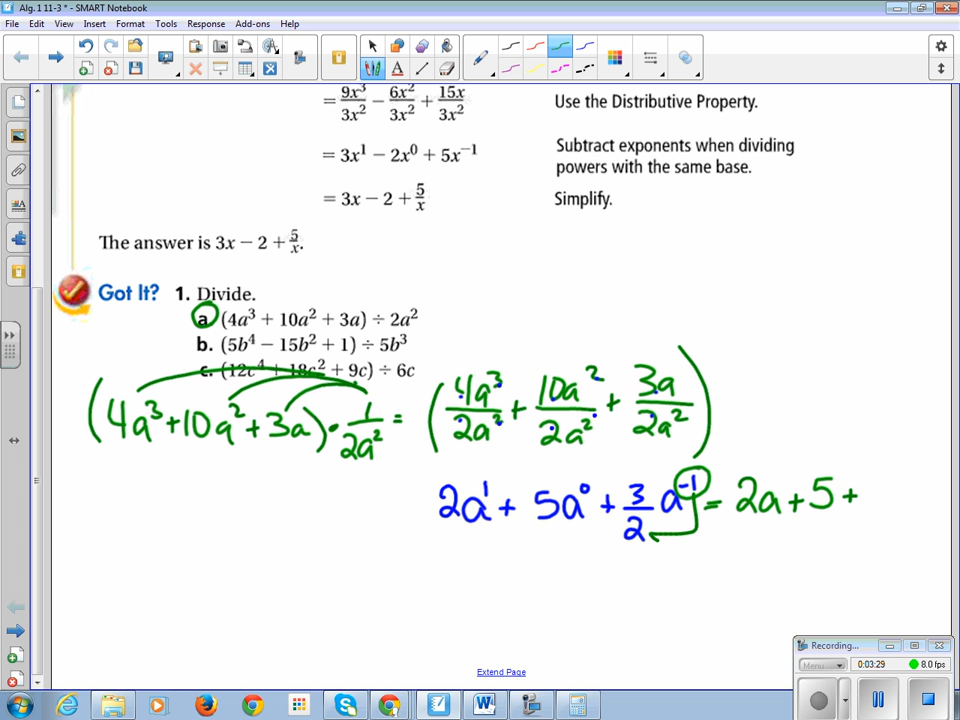 Alg.1 11-3 * - SMART Notebook
File Edit View Insert Format Tools Response Add-ons Help
= 9x³/3x² − 6x²/3x² + 15x/3x² Use the Distributive Property.
= 3x¹ − 2x⁰ + 5x⁻¹ Subtract exponents when dividing
powers with the same base.
= 3x − 2 + 5/x Simplify.
The answer is 3x − 2 + 5/x.
Got It? 1. Divide.
a. (4a³ + 10a² + 3a) ÷ 2a²
b. (5b⁴ − 15b² + 1) ÷ 5b³
c. (12c⁴ + 18c² + 9c) ÷ 6c
(4a³+10a²+3a)·1/2a² = (4a³/2a² + 10a²/2a² + 3a/2a²)
2a¹ + 5a⁰ + 3/2 a⁻¹ = 2a + 5 +
Extend Page
Recording...
Menu 0:03:29 8.0 fps